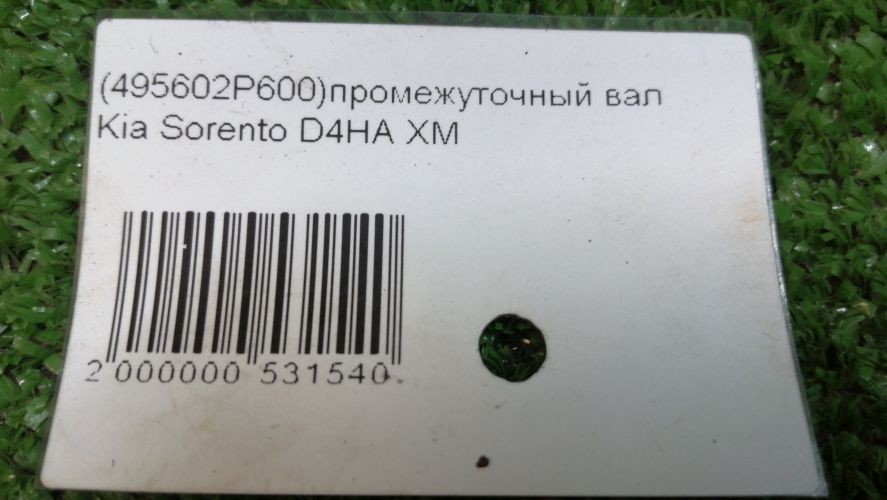 (495602P600)промежуточный вал
Kia Sorento D4HA XM
2 000000 531540